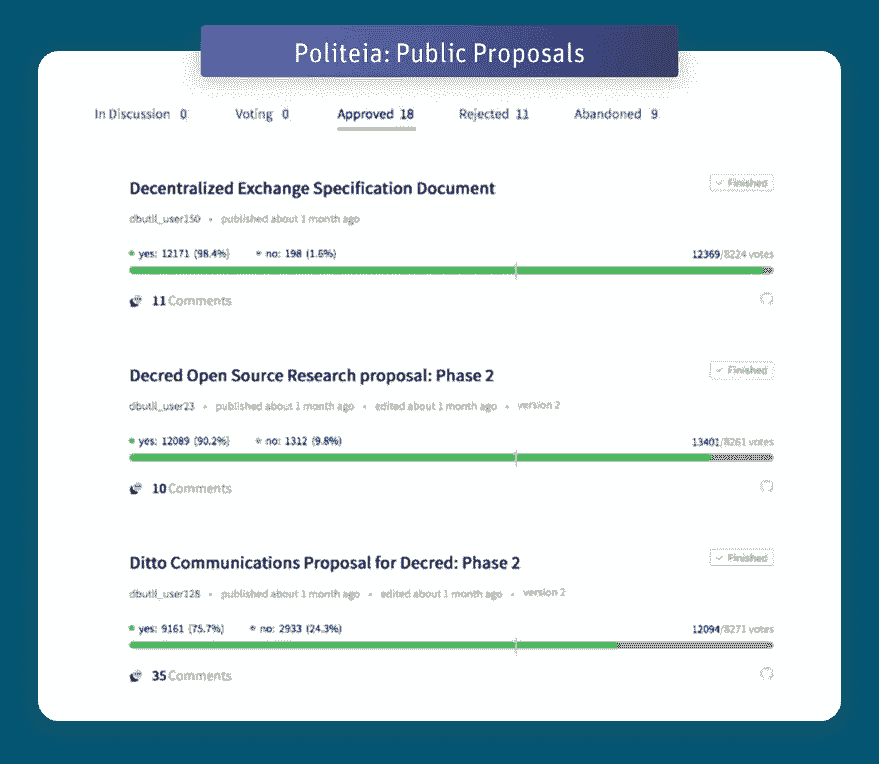 Politeia: Public Proposals
In Discussion 0 Voting 0 Approved 18 Rejected 11 Abandoned 9
Decentralized Exchange Specification Document
✓ Finished
dbutil_user150 • published about 1 month ago
yes: 12171 (98.4%) no: 198 (1.6%) 12369/8224 votes
11 Comments
Decred Open Source Research proposal: Phase 2
✓ Finished
dbutil_user23 • published about 1 month ago • edited about 1 month ago • version 2
yes: 12089 (90.2%) no: 1312 (9.8%) 13401/8261 votes
10 Comments
Ditto Communications Proposal for Decred: Phase 2
✓ Finished
dbutil_user128 • published about 1 month ago • edited about 1 month ago • version 2
yes: 9161 (75.7%) no: 2933 (24.3%) 12094/8271 votes
35 Comments